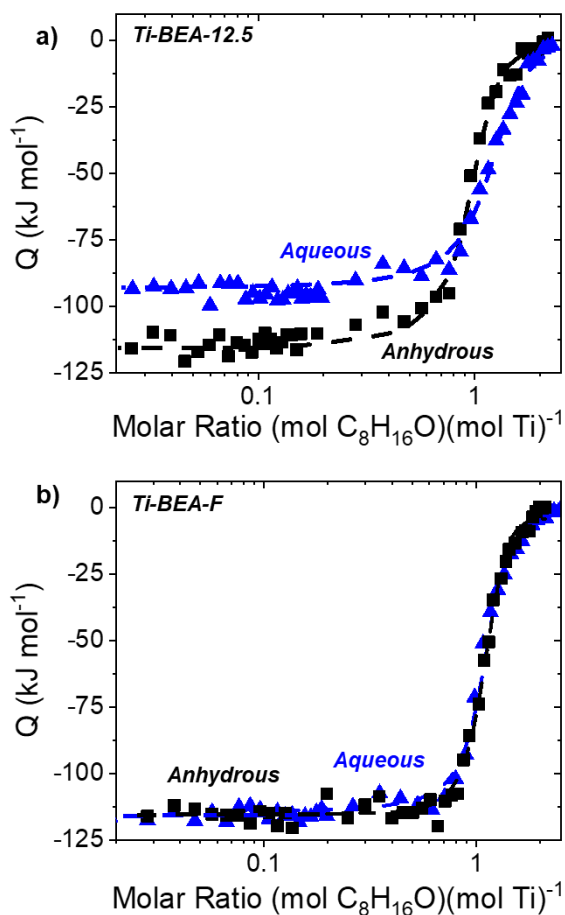 a)
Ti-BEA-12.5
0
-25
-50
-75
-100
-125
Q (kJ mol⁻¹)
Aqueous
Anhydrous
0.1
1
Molar Ratio (mol C₈H₁₆O)(mol Ti)⁻¹
b)
Ti-BEA-F
0
-25
-50
-75
-100
-125
Q (kJ mol⁻¹)
Anhydrous
Aqueous
0.1
1
Molar Ratio (mol C₈H₁₆O)(mol Ti)⁻¹